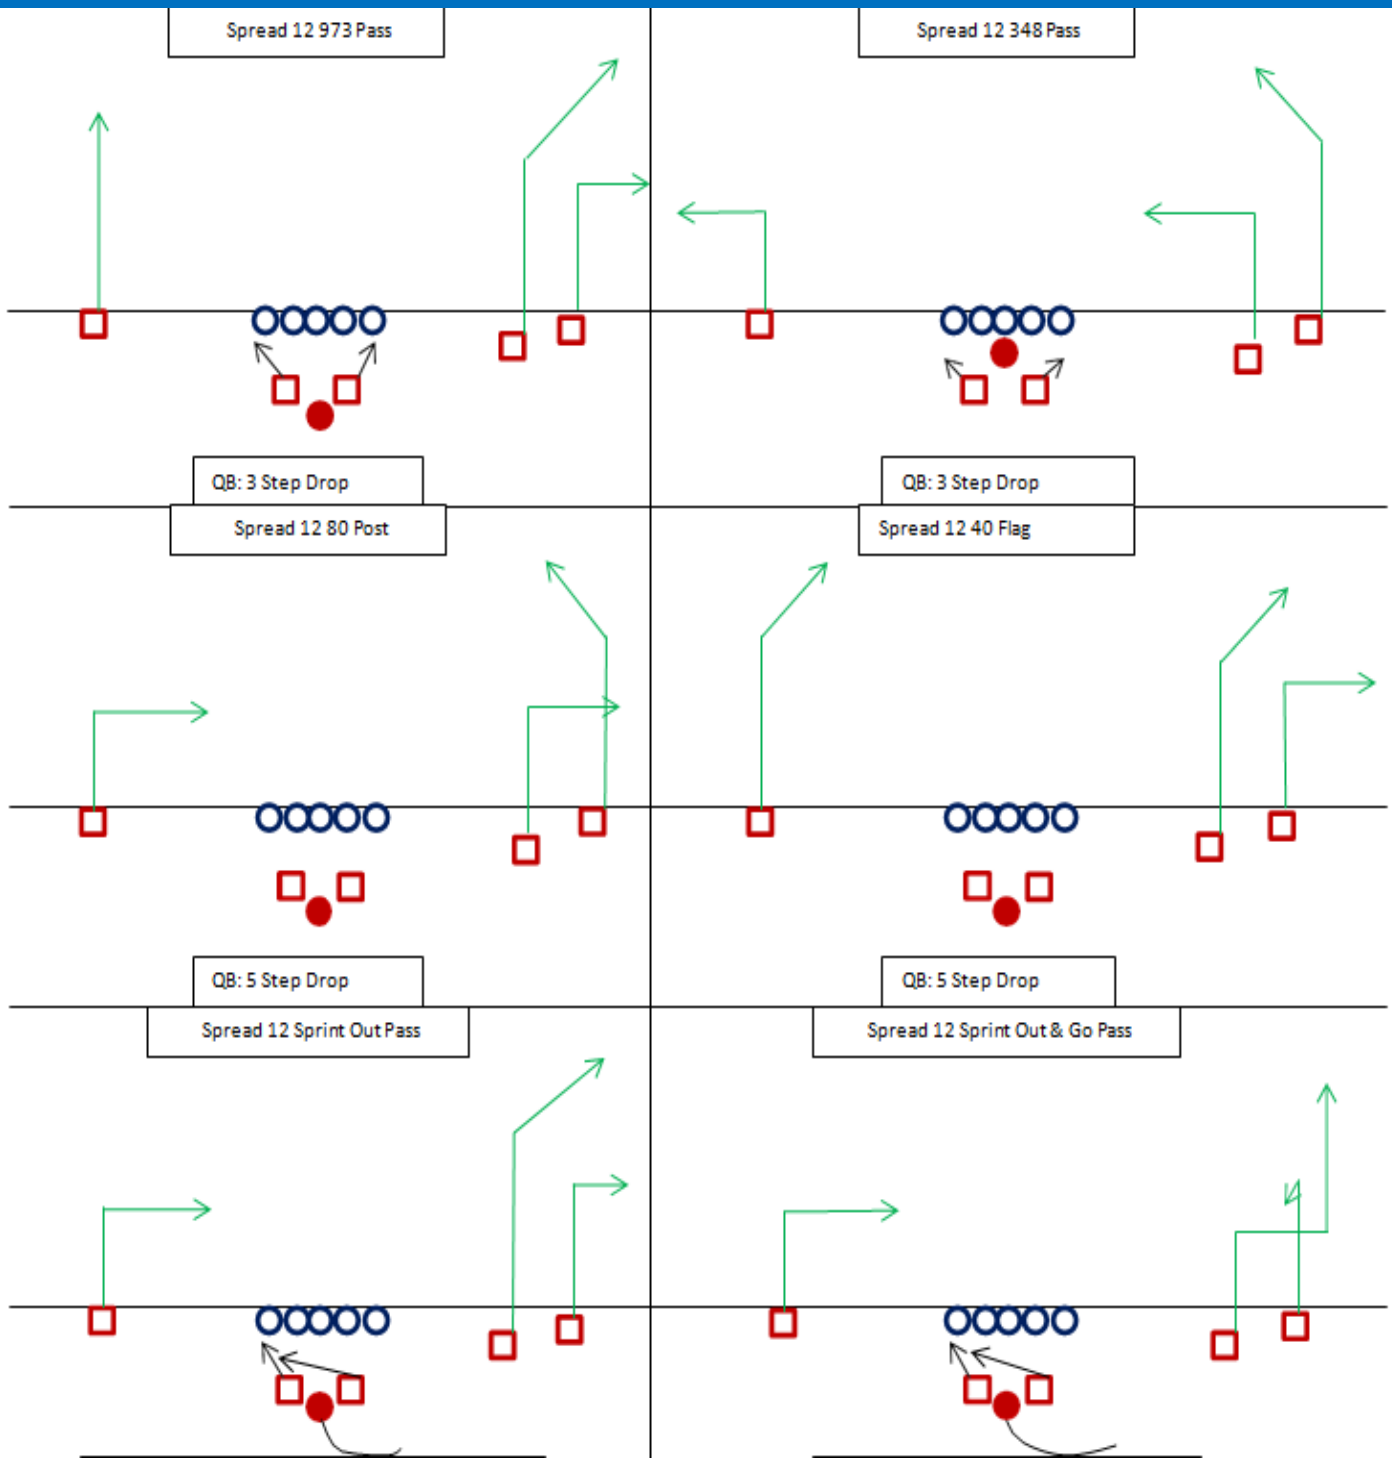 Spread 12 973 Pass
Spread 12 348 Pass
QB: 3 Step Drop
QB: 3 Step Drop
Spread 12 80 Post
Spread 12 40 Flag
QB: 5 Step Drop
QB: 5 Step Drop
Spread 12 Sprint Out Pass
Spread 12 Sprint Out & Go Pass